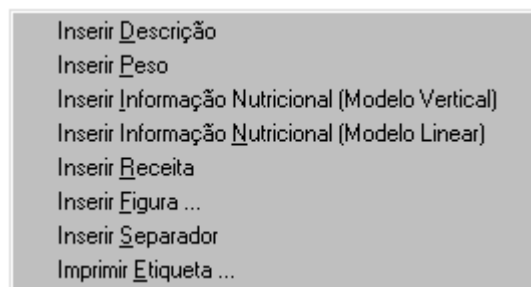 Inserir Descrição
Inserir Peso
Inserir Informação Nutricional (Modelo Vertical)
Inserir Informação Nutricional (Modelo Linear)
Inserir Receita
Inserir Figura ...
Inserir Separador
Imprimir Etiqueta ...